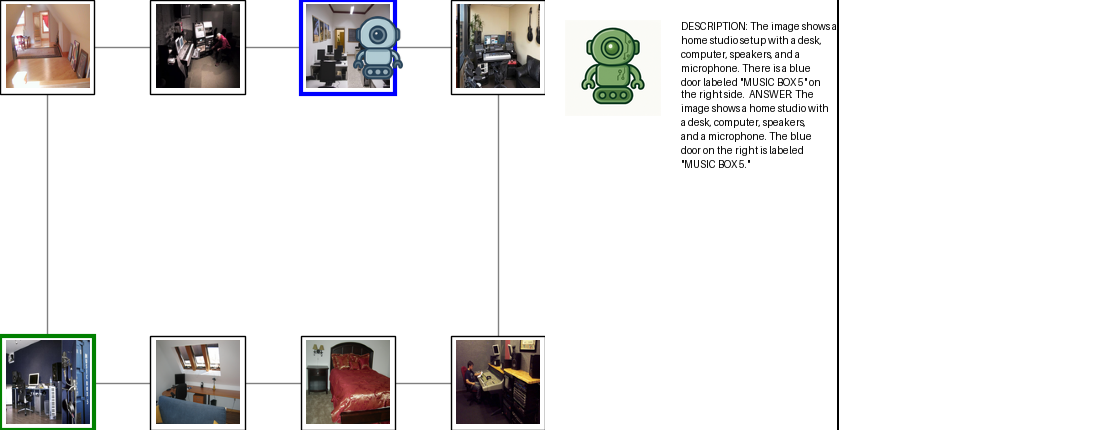 DESCRIPTION: The image shows a
home studio setup with a desk,
computer, speakers, and a
microphone. There is a blue
door labeled "MUSIC BOX 5" on
the right side. ANSWER: The
image shows a home studio with
a desk, computer, speakers,
and a microphone. The blue
door on the right is labeled
"MUSIC BOX 5."